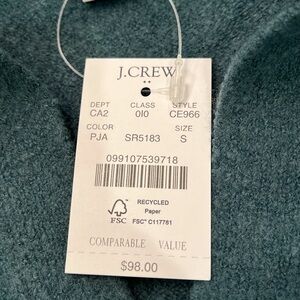 J.CREW
DEPT CLASS STYLE
CA2 0I0 CE966
COLOR SIZE
PJA SR5183 S
099107539718
RECYCLED
Paper
FSC FSC® C117781
COMPARABLE VALUE
$98.00